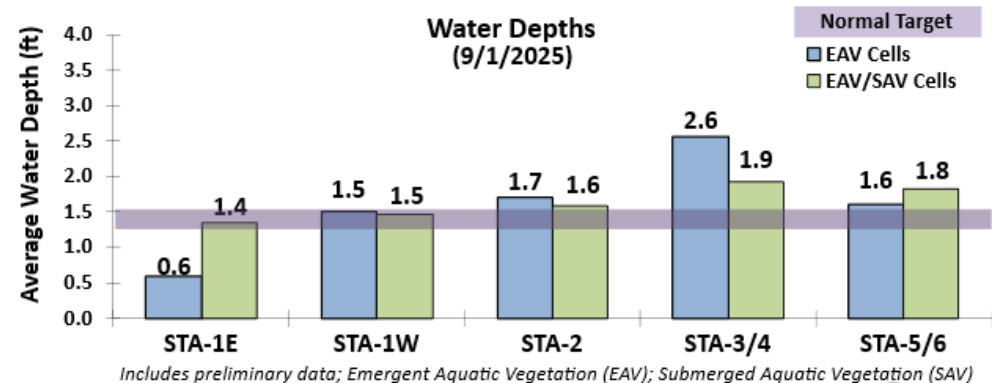 Water Depths
(9/1/2025)
Normal Target
EAV Cells
EAV/SAV Cells
Average Water Depth (ft)
4.0
3.5
3.0
2.5
2.0
1.5
1.0
0.5
0.0
0.6
1.4
1.5
1.5
1.7
1.6
2.6
1.9
1.6
1.8
STA-1E
STA-1W
STA-2
STA-3/4
STA-5/6
Includes preliminary data; Emergent Aquatic Vegetation (EAV); Submerged Aquatic Vegetation (SAV)